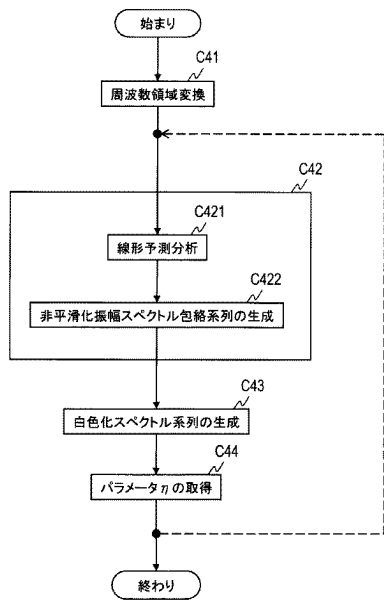 始まり
C41
周波数領域変換
C42
C421
線形予測分析
C422
非平滑化振幅スペクトル包絡系列の生成
C43
白色化スペクトル系列の生成
C44
パラメータηの取得
終わり